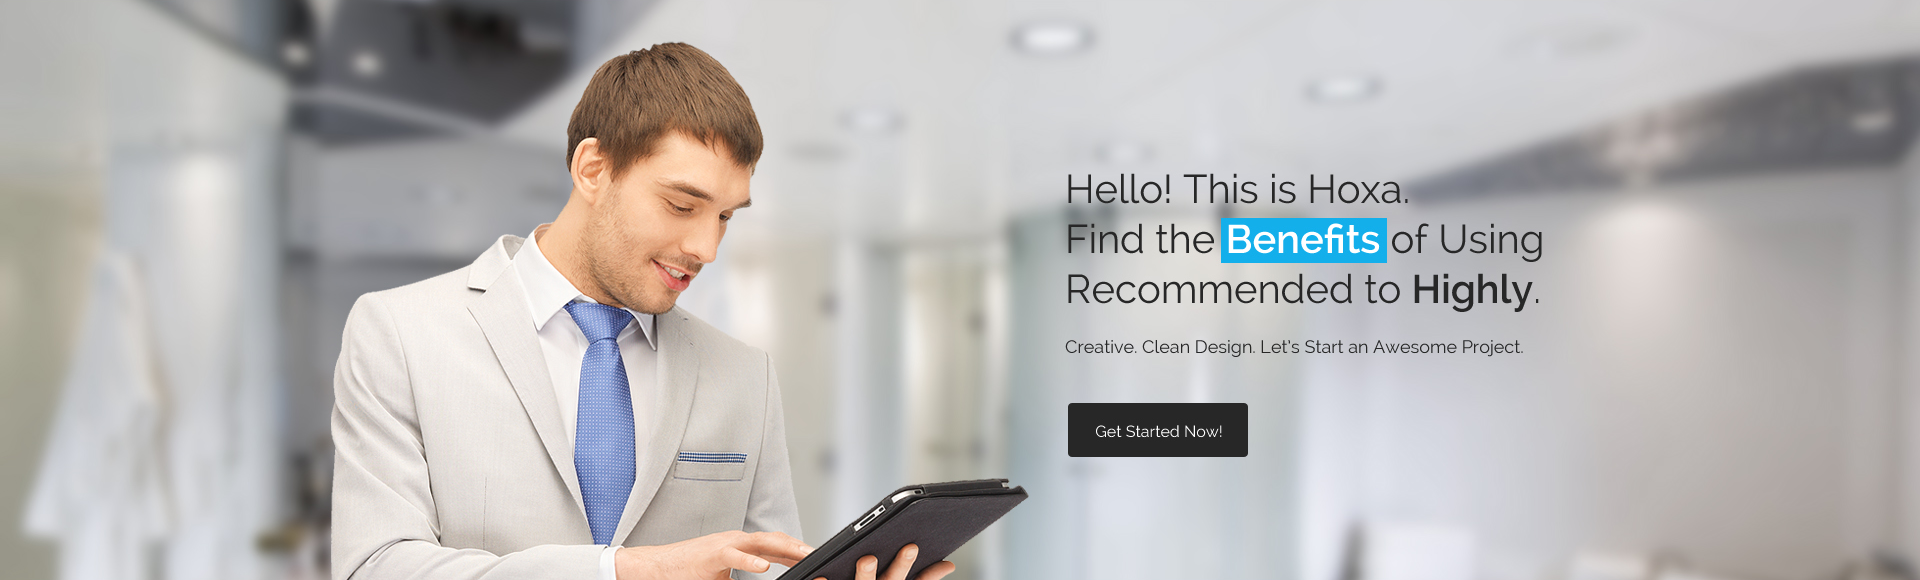 Hello! This is Hoxa.
Find the Benefits of Using
Recommended to Highly.
Creative. Clean Design. Let's Start an Awesome Project.
Get Started Now!